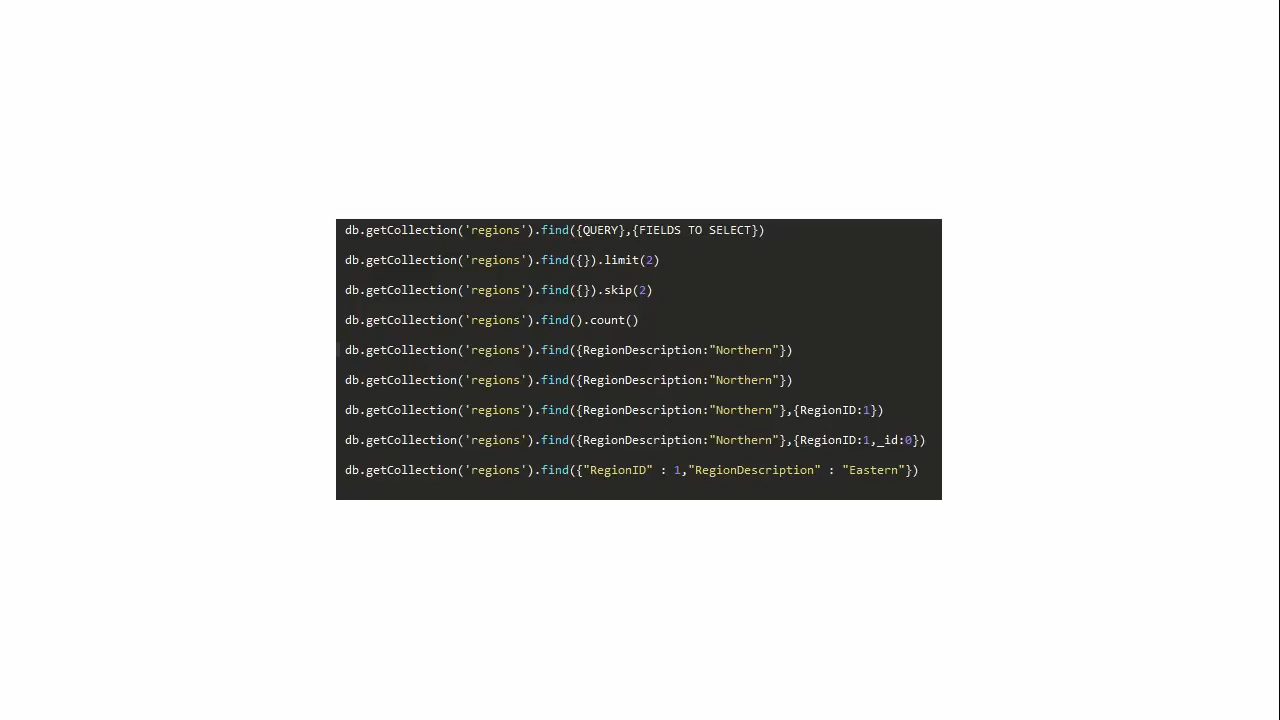 db.getCollection('regions').find({QUERY},{FIELDS TO SELECT})
db.getCollection('regions').find({}).limit(2)
db.getCollection('regions').find({}).skip(2)
db.getCollection('regions').find().count()
db.getCollection('regions').find({RegionDescription:"Northern"})
db.getCollection('regions').find({RegionDescription:"Northern"})
db.getCollection('regions').find({RegionDescription:"Northern"},{RegionID:1})
db.getCollection('regions').find({RegionDescription:"Northern"},{RegionID:1,_id:0})
db.getCollection('regions').find({"RegionID" : 1,"RegionDescription" : "Eastern"})